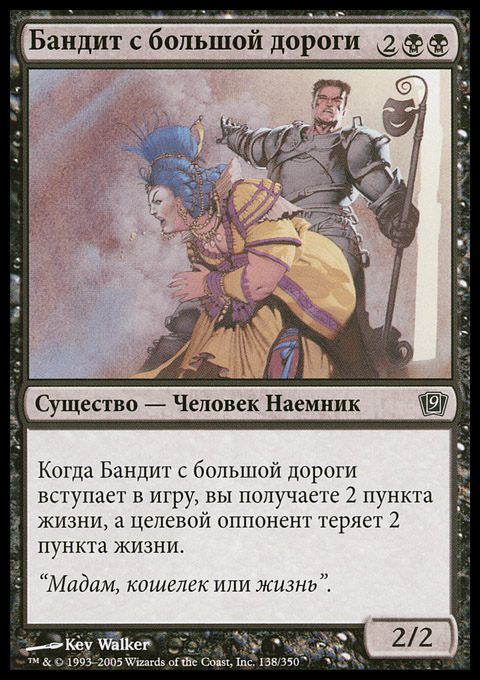 Бандит с большой дороги 2
Существо — Человек Наемник 9
Когда Бандит с большой дороги
вступает в игру, вы получаете 2 пункта
жизни, а целевой оппонент теряет 2
пункта жизни.
“Мадам, кошелек или жизнь”.
2/2
Kev Walker
™ & © 1993–2005 Wizards of the Coast, Inc. 138/350